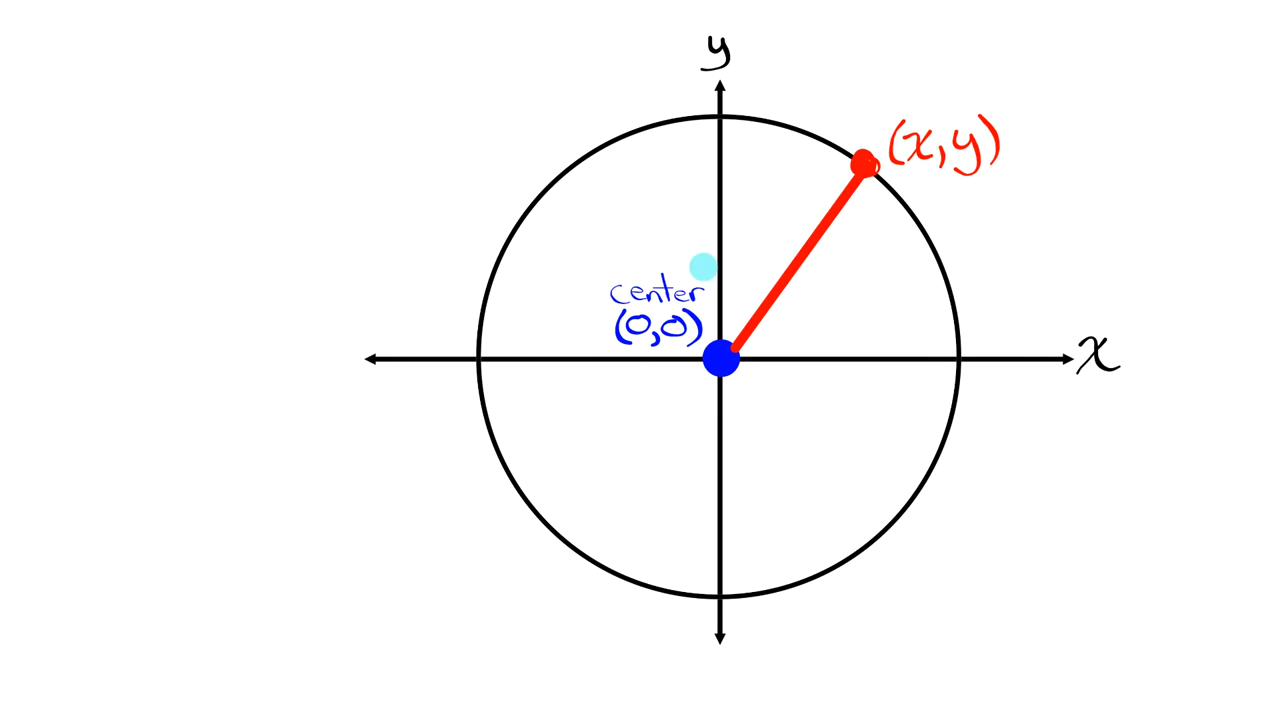 y
(x,y)
center
(0,0)
x